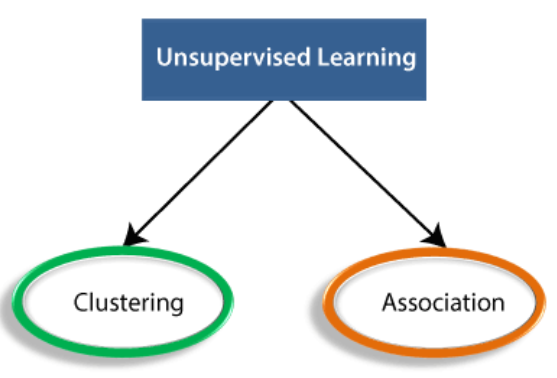 Unsupervised Learning
Clustering
Association